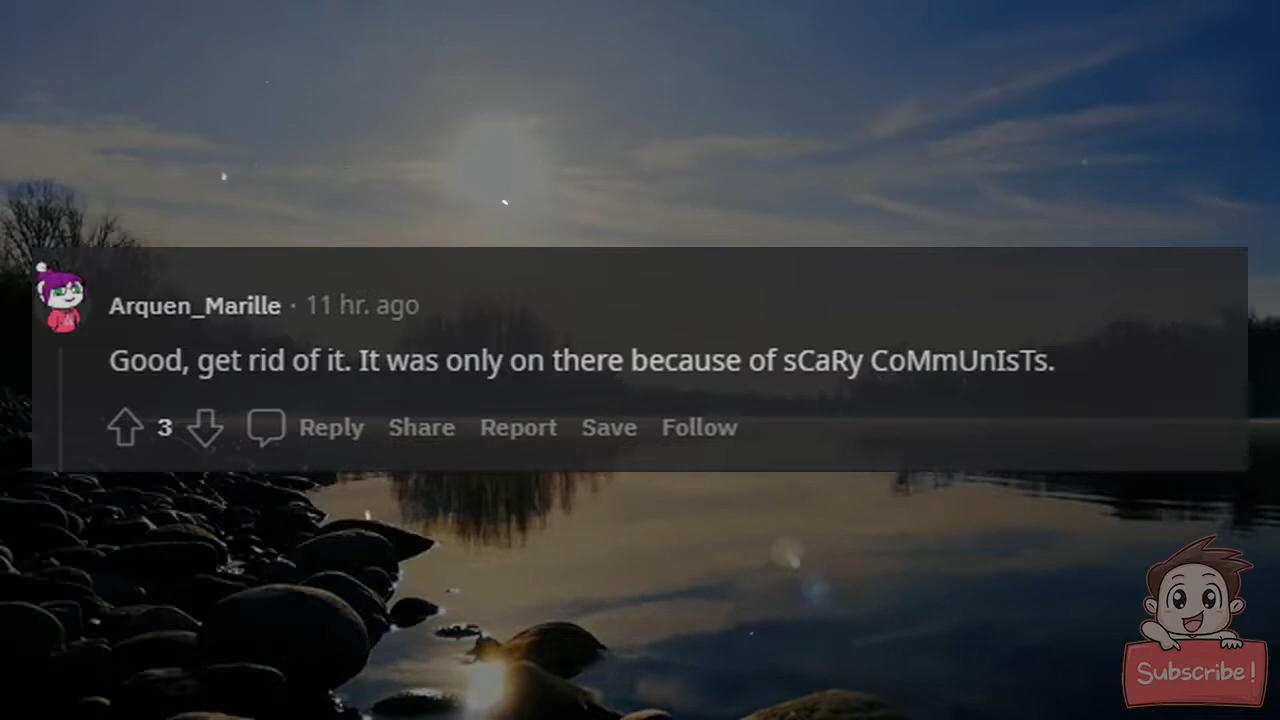 Arquen_Marille · 11 hr. ago
Good, get rid of it. It was only on there because of sCaRy CoMmUnIsTs.
3 Reply Share Report Save Follow
Subscribe!